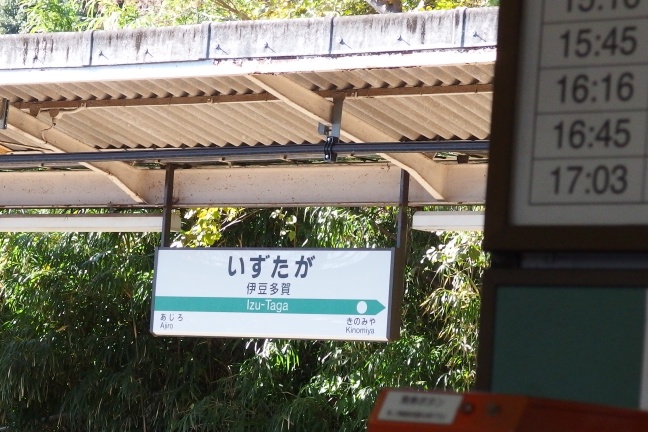 いずたが
伊豆多賀
Izu-Taga
あじろ
Ajiro
きのみや
Kinomiya
15:45
16:16
16:45
17:03